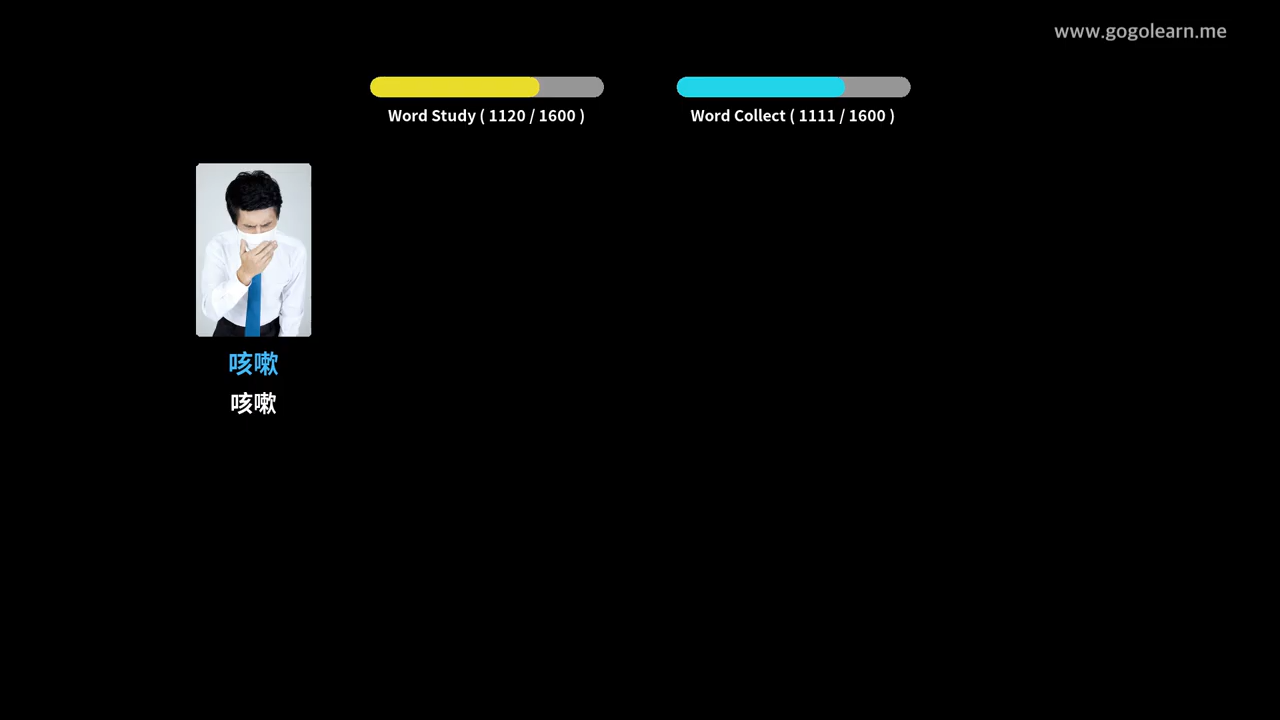 www.gogolearn.me
Word Study ( 1120 / 1600 )
Word Collect ( 1111 / 1600 )
咳嗽
咳嗽